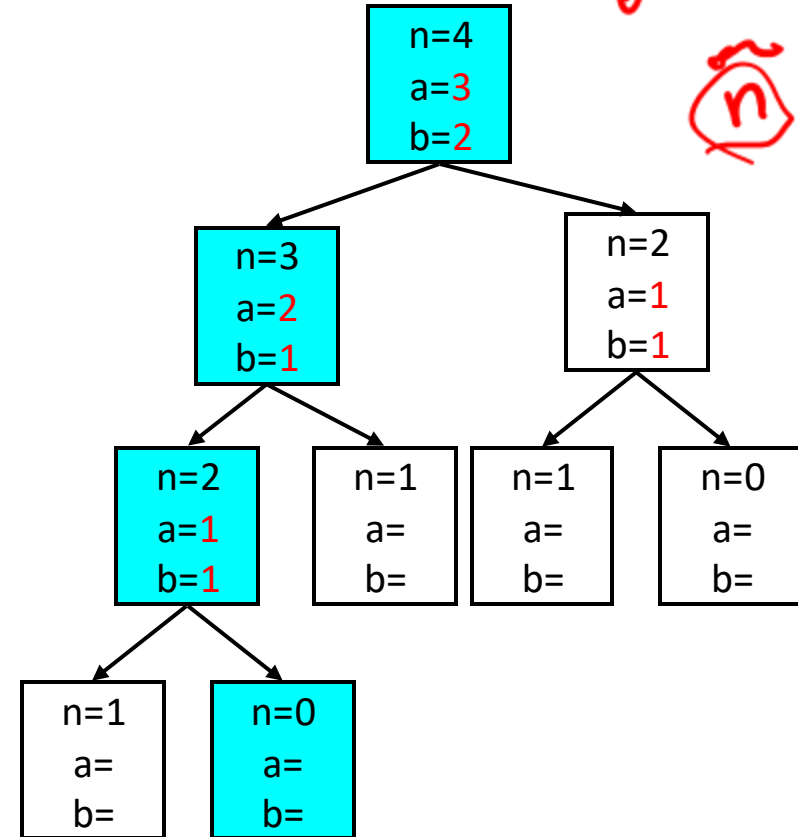 n=4
a=3
b=2
n
n=3
a=2
b=1
n=2
a=1
b=1
n=2
a=1
b=1
n=1
a=
b=
n=1
a=
b=
n=0
a=
b=
n=1
a=
b=
n=0
a=
b=